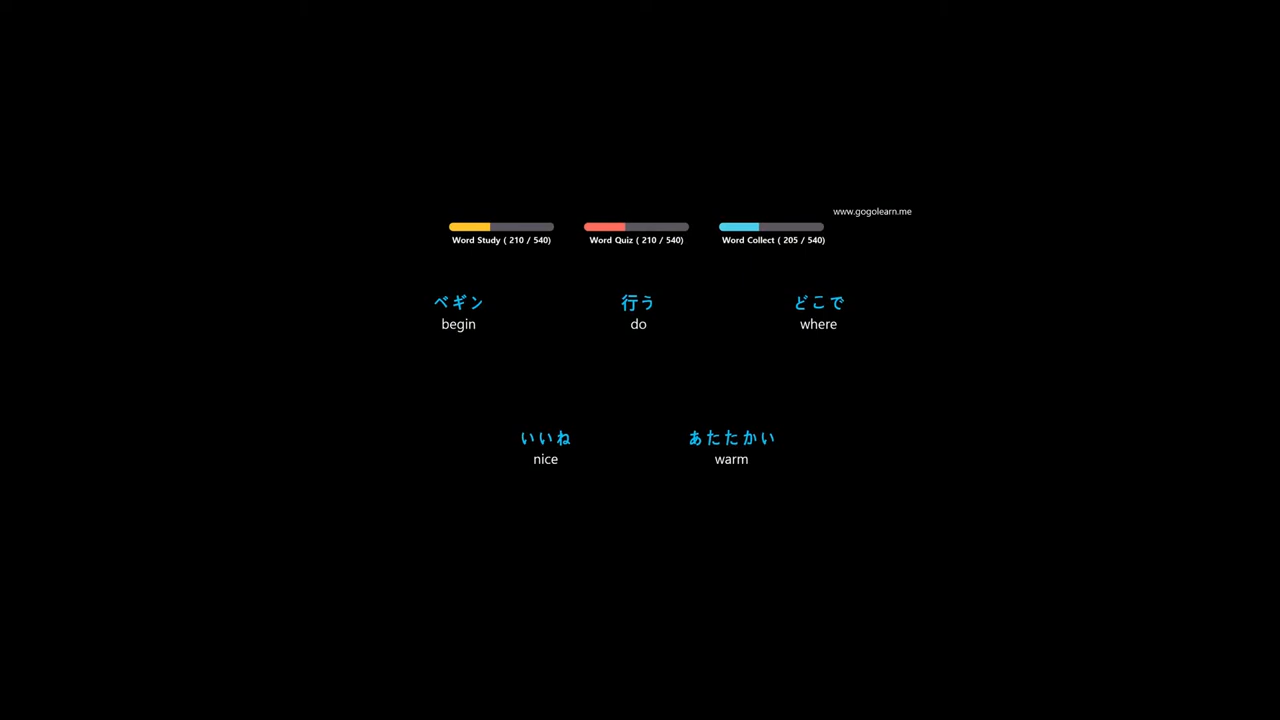 www.gogolearn.me
Word Study ( 210 / 540)
Word Quiz ( 210 / 540)
Word Collect ( 205 / 540)
ベギン
begin
行う
do
どこで
where
いいね
nice
あたたかい
warm